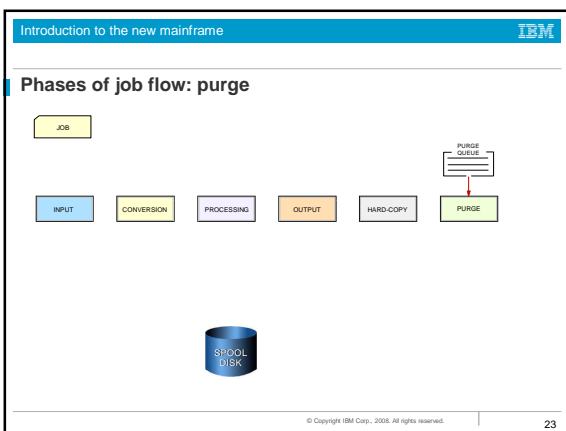 Introduction to the new mainframe
IBM
Phases of job flow: purge
JOB
PURGE
QUEUE
INPUT
CONVERSION
PROCESSING
OUTPUT
HARD-COPY
PURGE
SPOOL
DISK
© Copyright IBM Corp., 2008. All rights reserved.
23